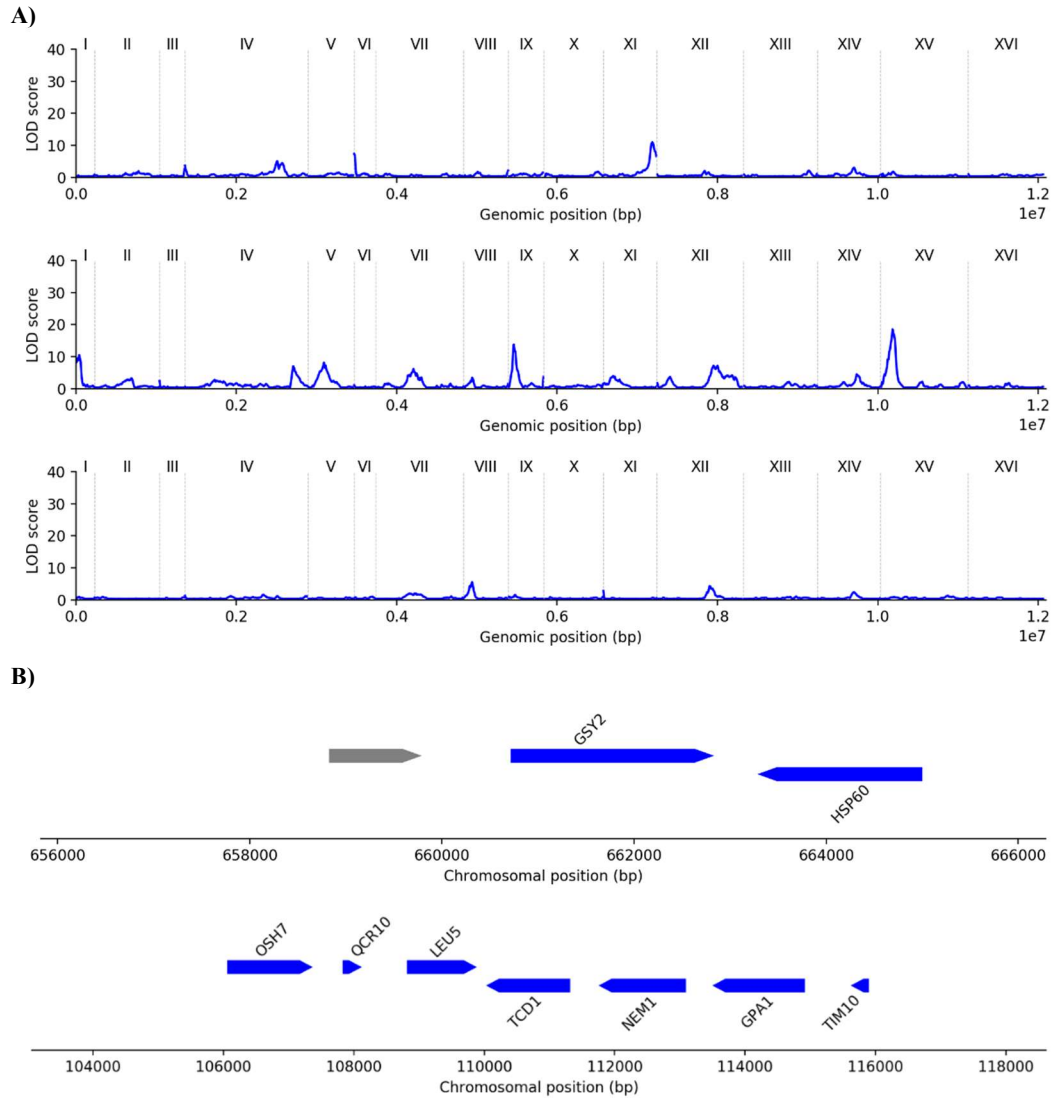 A)
I II III IV V VI VII VIII IX X XI XII XIII XIV XV XVI
40
30
20
10
0
LOD score
0.0 0.2 0.4 0.6 0.8 1.0 1.2
1e7
Genomic position (bp)
I II III IV V VI VII VIII IX X XI XII XIII XIV XV XVI
40
30
20
10
0
LOD score
0.0 0.2 0.4 0.6 0.8 1.0 1.2
1e7
Genomic position (bp)
I II III IV V VI VII VIII IX X XI XII XIII XIV XV XVI
40
30
20
10
0
LOD score
0.0 0.2 0.4 0.6 0.8 1.0 1.2
1e7
Genomic position (bp)
B)
GSY2
HSP60
656000 658000 660000 662000 664000 666000
Chromosomal position (bp)
OSH7 QCR10 LEU5
TCD1 NEM1 GPA1 TIM10
104000 106000 108000 110000 112000 114000 116000 118000
Chromosomal position (bp)